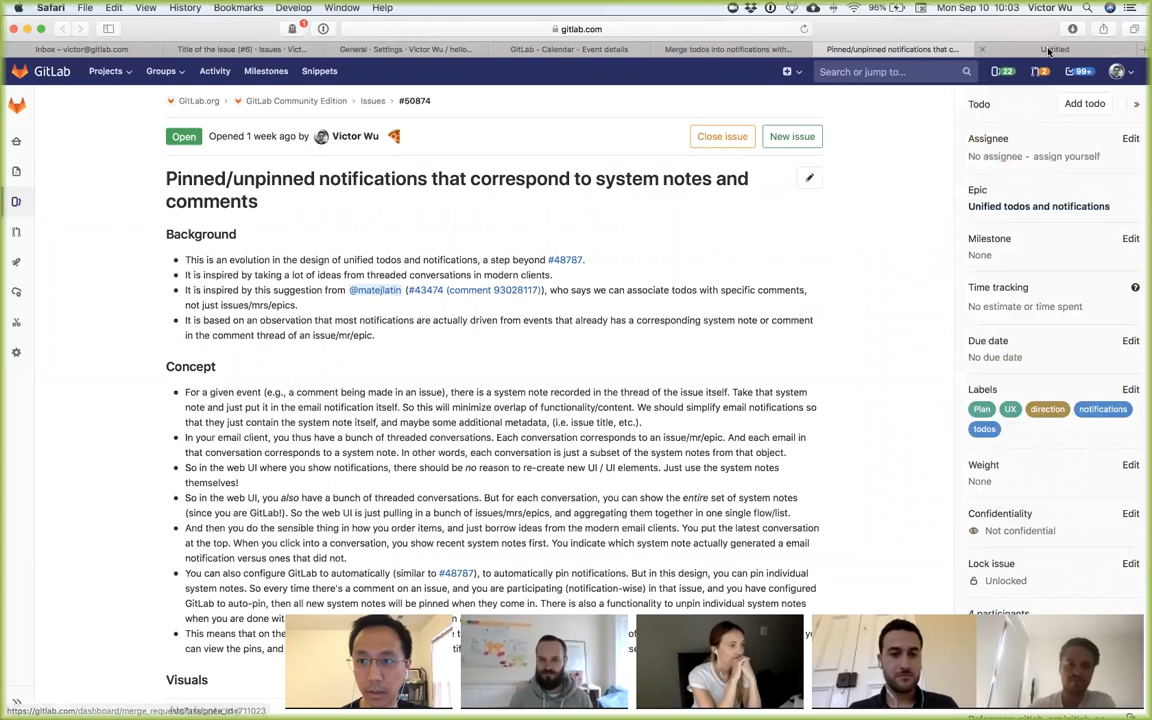 Safari File Edit View History Bookmarks Develop Window Help 96% Mon Sep 10 10:03 Victor Wu
1 gitlab.com
Inbox – victor@gitlab.com Title of the issue (#6) · Issues · Vict... General · Settings · Victor Wu / hello... GitLab - Calendar - Event details Merge todos into notifications with... Pinned/unpinned notifications that c... Untitled
GitLab Projects Groups Activity Milestones Snippets Search or jump to... 22 2 99+
GitLab.org › GitLab Community Edition › Issues › #50874
Open Opened 1 week ago by Victor Wu Close issue New issue
Pinned/unpinned notifications that correspond to system notes and
comments
Background
This is an evolution in the design of unified todos and notifications, a step beyond #48787.
It is inspired by taking a lot of ideas from threaded conversations in modern clients.
It is inspired by this suggestion from @matejlatin (#43474 (comment 93028117)), who says we can associate todos with specific comments,
not just issues/mrs/epics.
It is based on an observation that most notifications are actually driven from events that already has a corresponding system note or comment
in the comment thread of an issue/mr/epic.
Concept
For a given event (e.g., a comment being made in an issue), there is a system note recorded in the thread of the issue itself. Take that system
note and just put it in the email notification itself. So this will minimize overlap of functionality/content. We should simplify email notifications so
that they just contain the system note itself, and maybe some additional metadata, (i.e. issue title, etc.).
In your email client, you thus have a bunch of threaded conversations. Each conversation corresponds to an issue/mr/epic. And each email in
that conversation corresponds to a system note. In other words, each conversation is just a subset of the system notes from that object.
So in the web UI where you show notifications, there should be no reason to re-create new UI / UI elements. Just use the system notes
themselves!
So in the web UI, you also have a bunch of threaded conversations. But for each conversation, you can show the entire set of system notes
(since you are GitLab!). So the web UI is just pulling in a bunch of issues/mrs/epics, and aggregating them together in one single flow/list.
And then you do the sensible thing in how you order items, and just borrow ideas from the modern email clients. You put the latest conversation
at the top. When you click into a conversation, you show recent system notes first. You indicate which system note actually generated a email
notification versus ones that did not.
You can also configure GitLab to automatically (similar to #48787), to automatically pin notifications. But in this design, you can pin individual
system notes. So every time there's a comment on an issue, and you are participating (notification-wise) in that issue, and you have configured
GitLab to auto-pin, then all new system notes will be pinned when they come in. There is also a functionality to unpin individual system notes
when you are done wit
This means that on the
can view the pins, and
Visuals
Todo Add todo »
Assignee Edit
No assignee - assign yourself
Epic
Unified todos and notifications
Milestone Edit
None
Time tracking
No estimate or time spent
Due date Edit
No due date
Labels Edit
Plan UX direction notifications
todos
Weight Edit
None
Confidentiality Edit
Not confidential
Lock issue Edit
Unlocked
4 participants